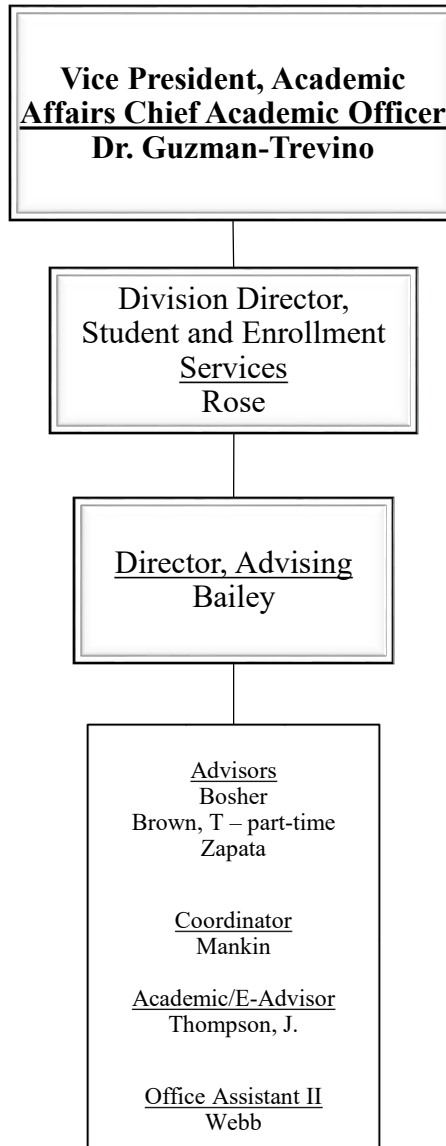 Vice President, Academic
Affairs Chief Academic Officer
Dr. Guzman-Trevino
Division Director,
Student and Enrollment
Services
Rose
Director, Advising
Bailey
Advisors
Bosher
Brown, T – part-time
Zapata
Coordinator
Mankin
Academic/E-Advisor
Thompson, J.
Office Assistant II
Webb